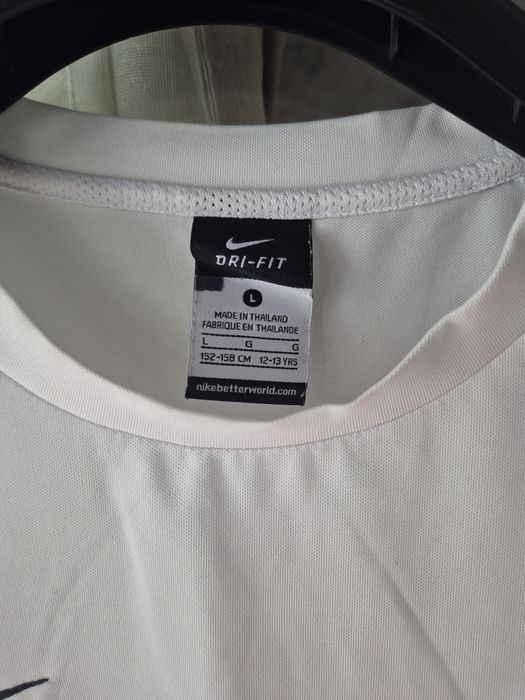 DRI-FIT
L
MADE IN THAILAND
FABRIQUE EN THAILANDE
L G G
152-158 CM 12-13 YRS
nikebetterworld.com